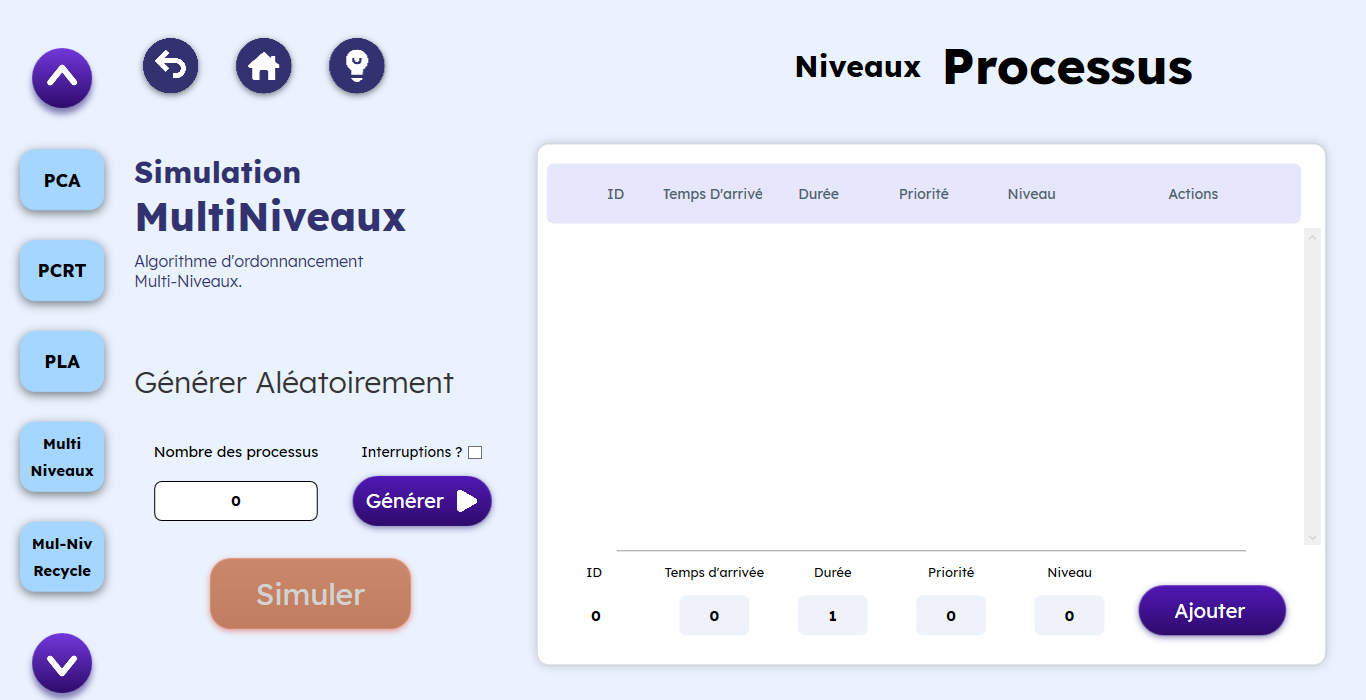 Niveaux Processus
PCA
PCRT
PLA
Multi
Niveaux
Mul-Niv
Recycle
Simulation
MultiNiveaux
Algorithme d'ordonnancement
Multi-Niveaux.
Générer Aléatoirement
Nombre des processus Interruptions ?
0 Générer
Simuler
ID Temps D'arrivé Durée Priorité Niveau Actions
ID Temps d'arrivée Durée Priorité Niveau
0 0 1 0 0 Ajouter